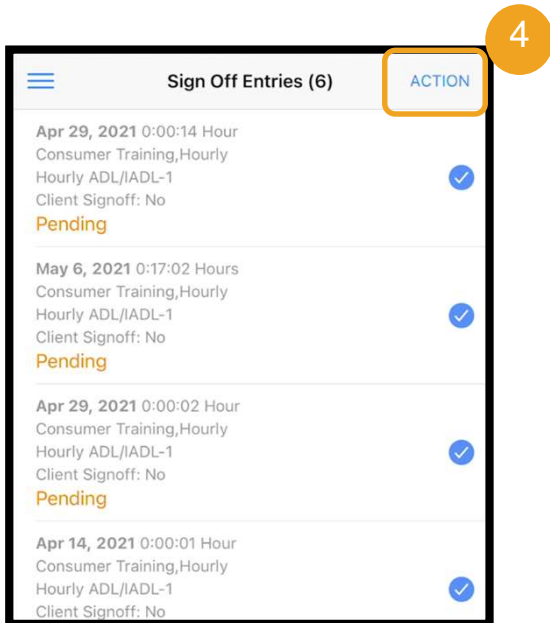 4
Sign Off Entries (6) ACTION
Apr 29, 2021 0:00:14 Hour
Consumer Training,Hourly
Hourly ADL/IADL-1
Client Signoff: No
Pending
May 6, 2021 0:17:02 Hours
Consumer Training,Hourly
Hourly ADL/IADL-1
Client Signoff: No
Pending
Apr 29, 2021 0:00:02 Hour
Consumer Training,Hourly
Hourly ADL/IADL-1
Client Signoff: No
Pending
Apr 14, 2021 0:00:01 Hour
Consumer Training,Hourly
Hourly ADL/IADL-1
Client Signoff: No